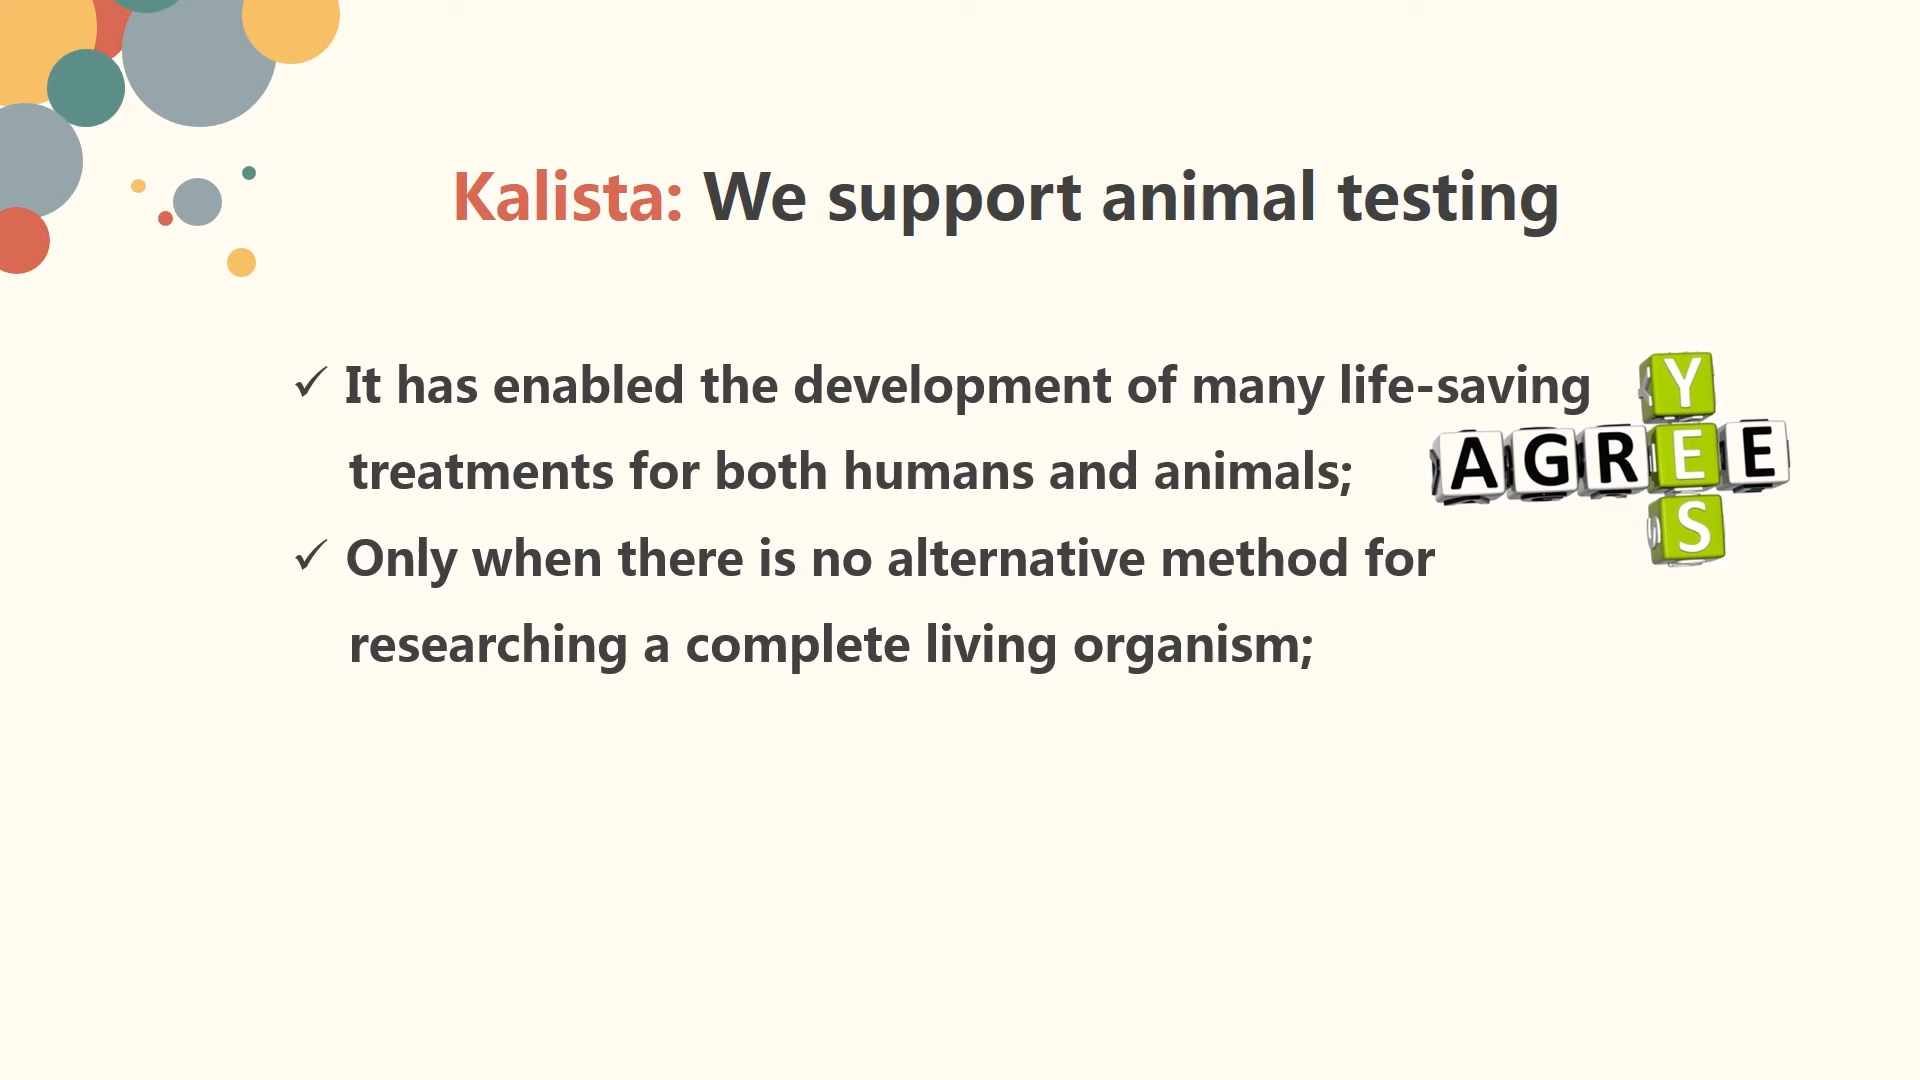 Kalista: We support animal testing
✓ It has enabled the development of many life-saving
treatments for both humans and animals;
✓ Only when there is no alternative method for
researching a complete living organism;
YES
AGREE